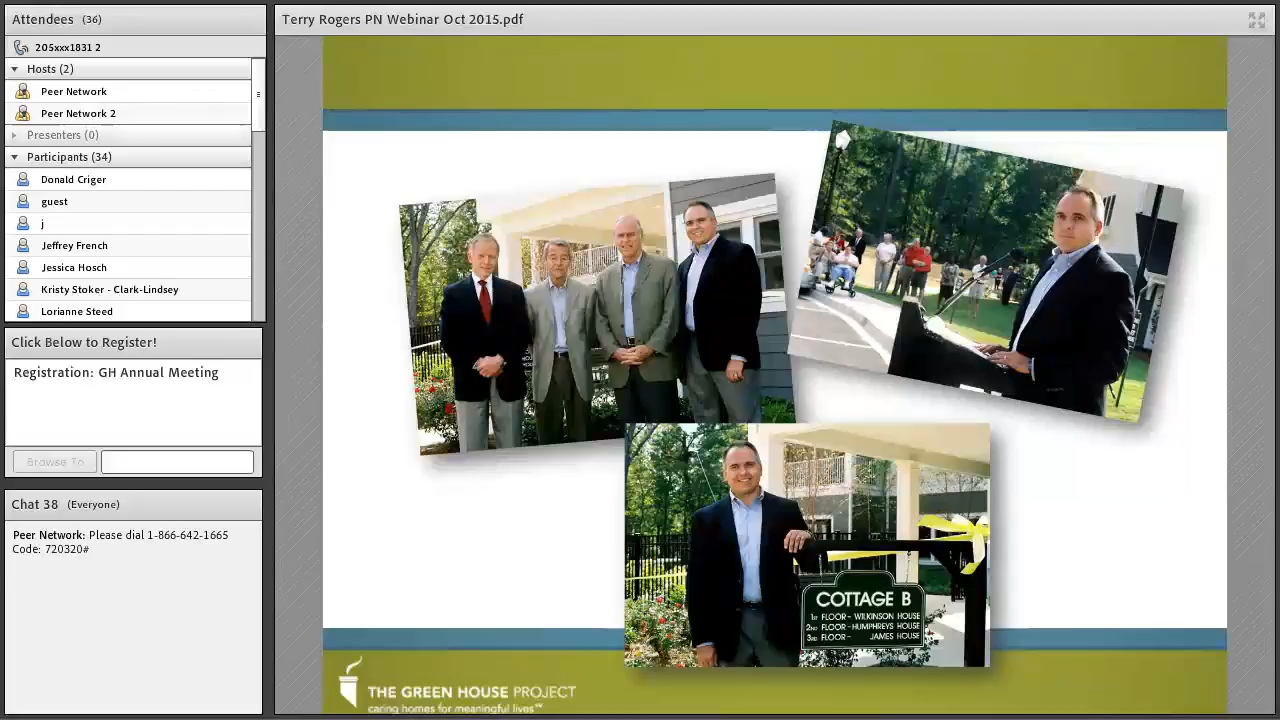 Attendees (36)
205xxx1831 2
Hosts (2)
Peer Network
Peer Network 2
Presenters (0)
Participants (34)
Donald Criger
guest
j
Jeffrey French
Jessica Hosch
Kristy Stoker - Clark-Lindsey
Lorianne Steed
Click Below to Register!
Registration: GH Annual Meeting
Browse To
Chat 38 (Everyone)
Peer Network: Please dial 1-866-642-1665
Code: 720320#
Terry Rogers PN Webinar Oct 2015.pdf
COTTAGE B
1ST FLOOR - WILKINSON HOUSE
2ND FLOOR - HUMPHREYS HOUSE
3RD FLOOR - JAMES HOUSE
THE GREEN HOUSE PROJECT
caring homes for meaningful lives℠